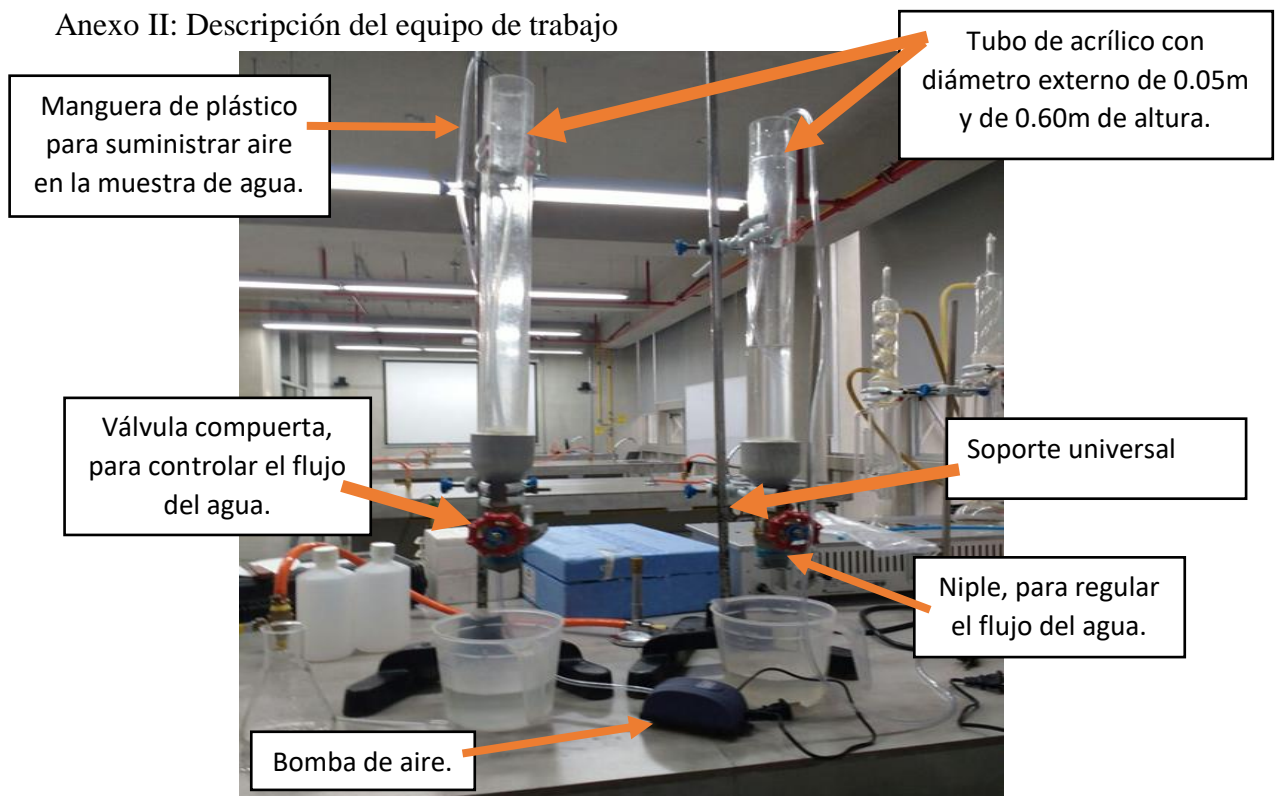 Anexo II: Descripción del equipo de trabajo
Tubo de acrílico con
diámetro externo de 0.05m
y de 0.60m de altura.
Manguera de plástico
para suministrar aire
en la muestra de agua.
Válvula compuerta,
para controlar el flujo
del agua.
Soporte universal
Niple, para regular
el flujo del agua.
Bomba de aire.